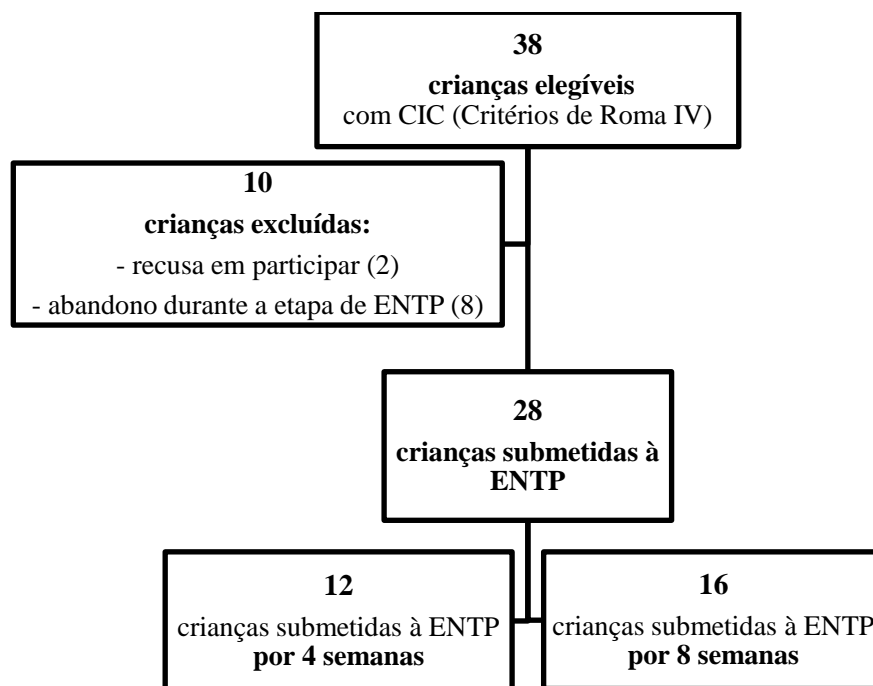 38
crianças elegíveis
com CIC (Critérios de Roma IV)
10
crianças excluídas:
- recusa em participar (2)
- abandono durante a etapa de ENTP (8)
28
crianças submetidas à
ENTP
12
crianças submetidas à ENTP
por 4 semanas
16
crianças submetidas à ENTP
por 8 semanas